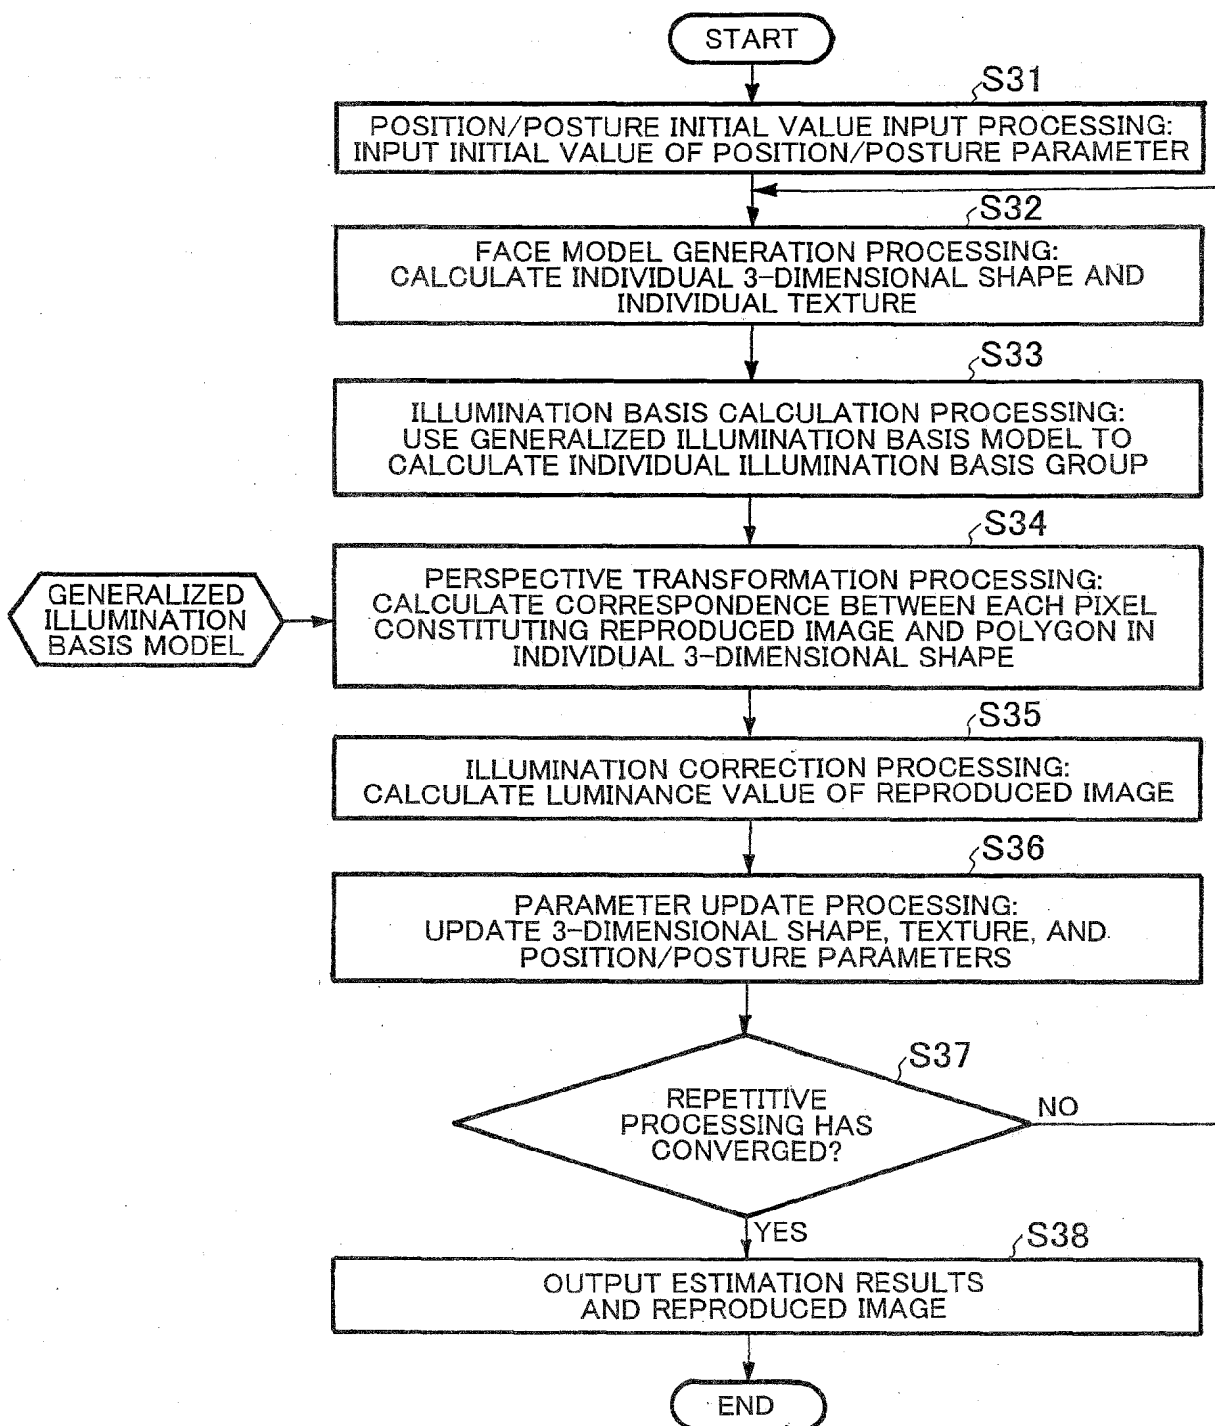 START
S31
POSITION/POSTURE INITIAL VALUE INPUT PROCESSING:
INPUT INITIAL VALUE OF POSITION/POSTURE PARAMETER
S32
FACE MODEL GENERATION PROCESSING:
CALCULATE INDIVIDUAL 3-DIMENSIONAL SHAPE AND
INDIVIDUAL TEXTURE
S33
ILLUMINATION BASIS CALCULATION PROCESSING:
USE GENERALIZED ILLUMINATION BASIS MODEL TO
CALCULATE INDIVIDUAL ILLUMINATION BASIS GROUP
S34
GENERALIZED
ILLUMINATION
BASIS MODEL
PERSPECTIVE TRANSFORMATION PROCESSING:
CALCULATE CORRESPONDENCE BETWEEN EACH PIXEL
CONSTITUTING REPRODUCED IMAGE AND POLYGON IN
INDIVIDUAL 3-DIMENSIONAL SHAPE
S35
ILLUMINATION CORRECTION PROCESSING:
CALCULATE LUMINANCE VALUE OF REPRODUCED IMAGE
S36
PARAMETER UPDATE PROCESSING:
UPDATE 3-DIMENSIONAL SHAPE, TEXTURE, AND
POSITION/POSTURE PARAMETERS
S37
REPETITIVE
PROCESSING HAS
CONVERGED?
NO
YES
S38
OUTPUT ESTIMATION RESULTS
AND REPRODUCED IMAGE
END